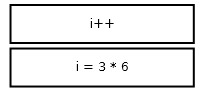 i++
i = 3 * 6